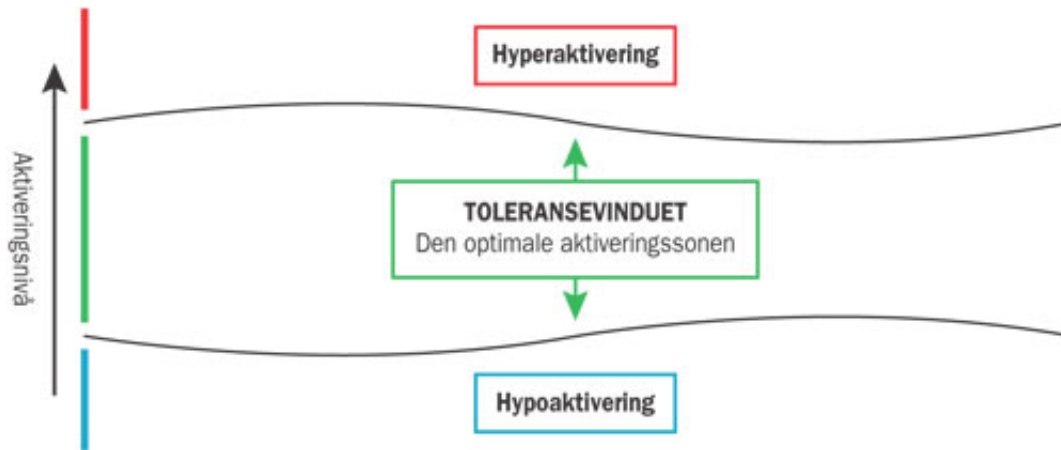 Hyperaktivering
Aktiveringsnivå
TOLERANSEVINDUET
Den optimale aktiveringssonen
Hypoaktivering